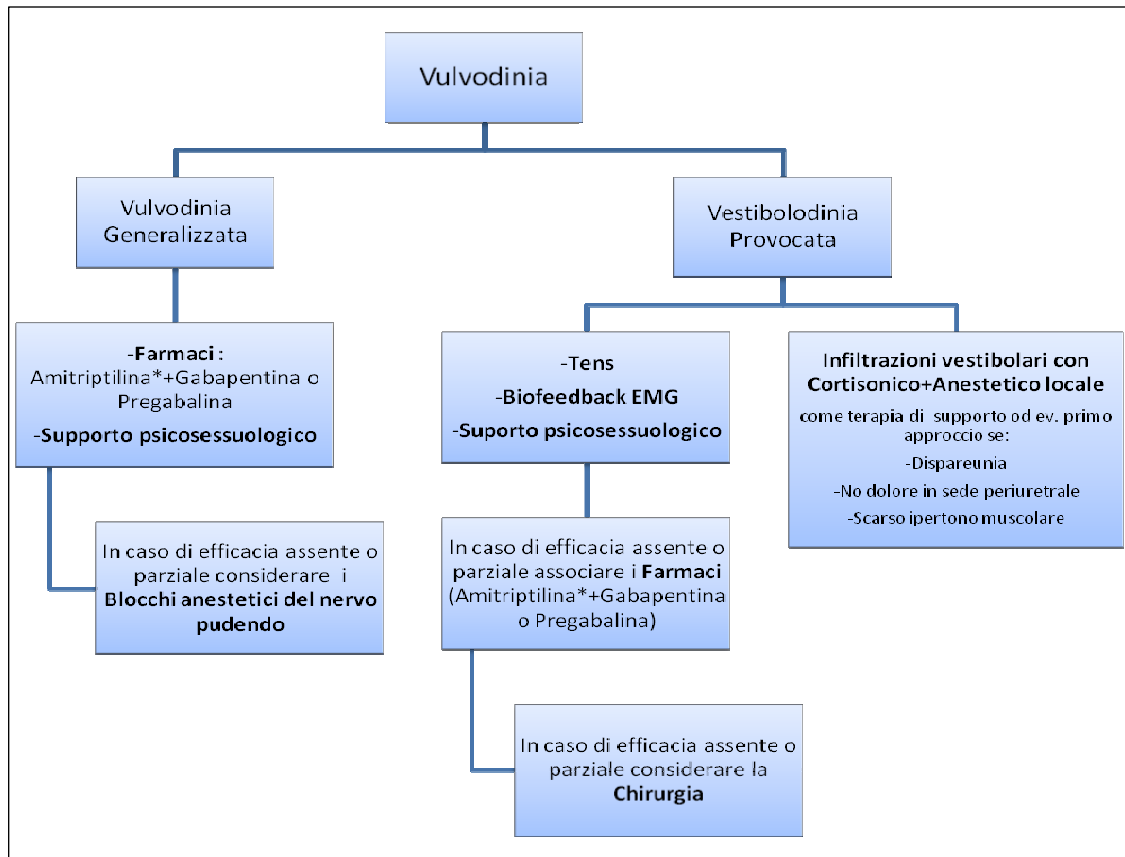 Vulvodinia
Vulvodinia
Generalizzata
Vestibolodinia
Provocata
-Farmaci :
Amitriptilina*+Gabapentina o
Pregabalina
-Supporto psicosessuologico
In caso di efficacia assente o
parziale considerare i
Blocchi anestetici del nervo
pudendo
-Tens
-Biofeedback EMG
-Suporto psicosessuologico
In caso di efficacia assente o
parziale associare i Farmaci
(Amitriptilina*+Gabapentina
o Pregabalina)
In caso di efficacia assente o
parziale considerare la
Chirurgia
Infiltrazioni vestibolari con
Cortisonico+Anestetico locale
come terapia di supporto od ev. primo
approccio se:
-Dispareunia
-No dolore in sede periuretrale
-Scarso ipertono muscolare